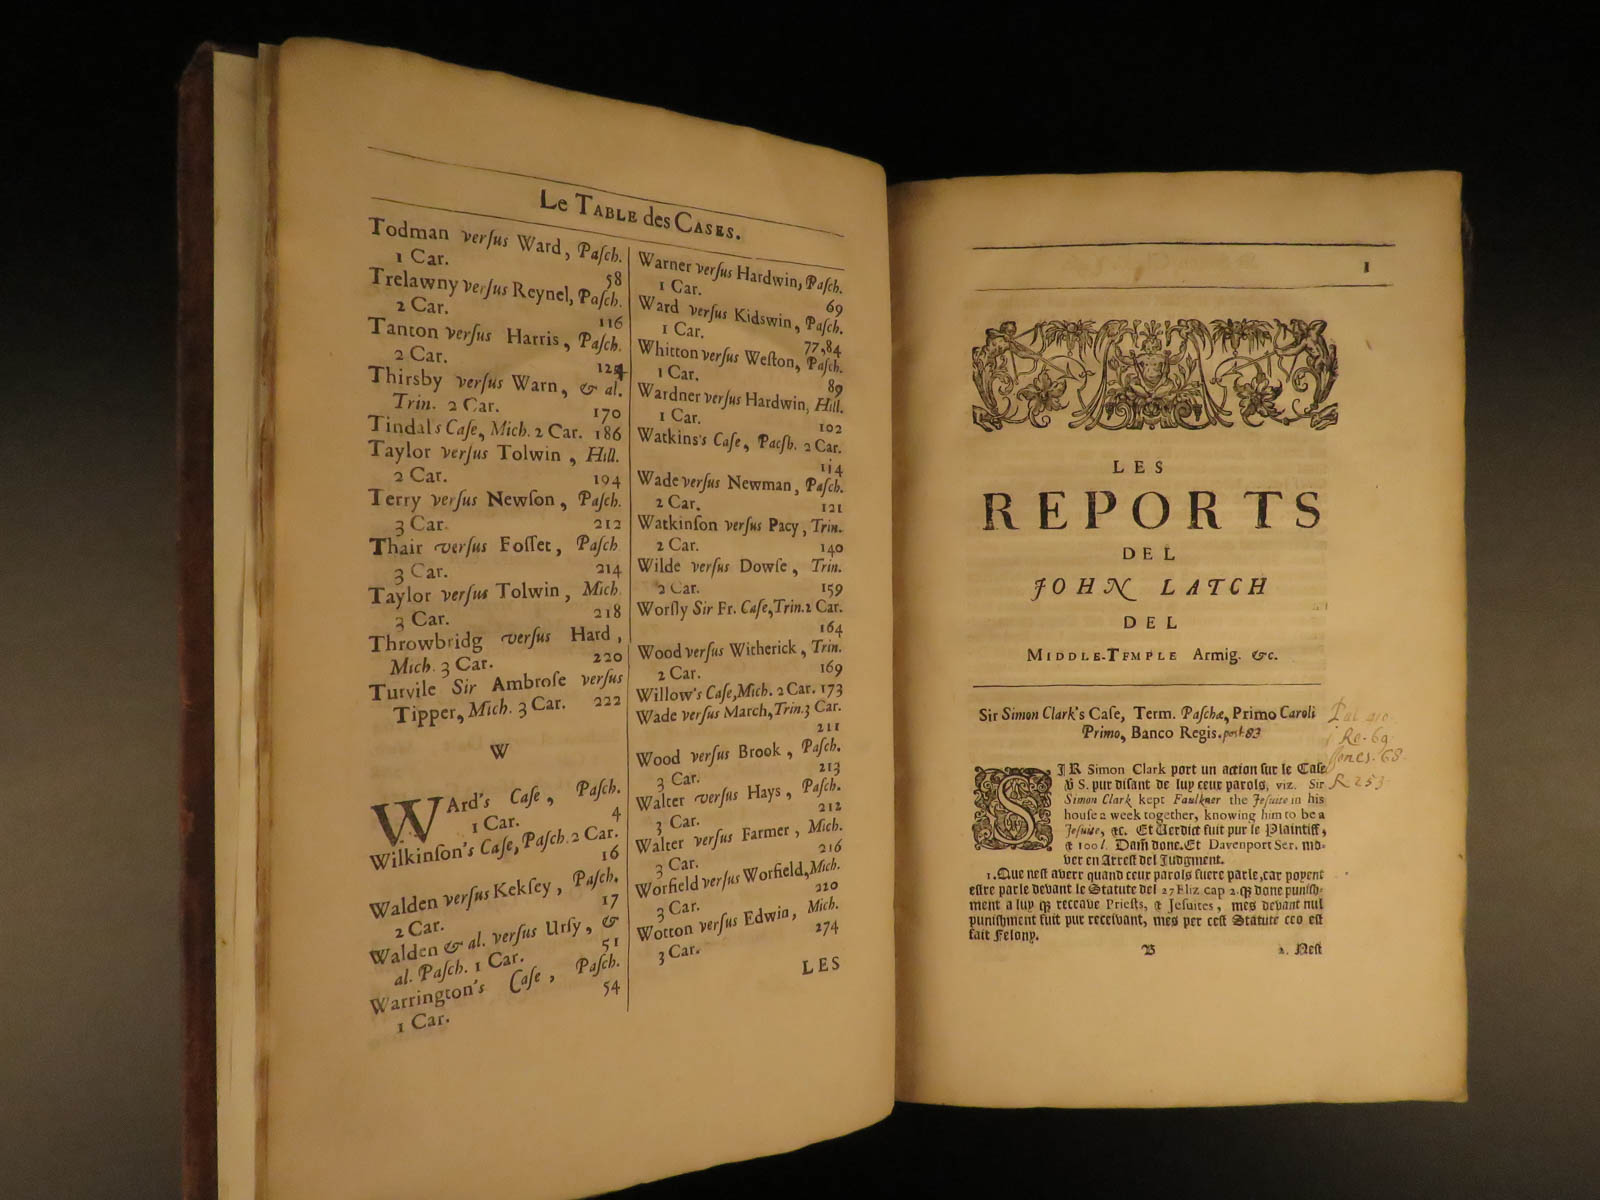 Le TABLE des CASES.
Todman verſus Ward, Paſch.
1 Car. 58
Trelawny verſus Reynel, Paſch.
2 Car. 116
Tanton verſus Harris, Paſch.
2 Car. 124
Thirsby verſus Warn, & al.
Trin. 2 Car. 170
Tindal's Caſe, Mich. 2 Car. 186
Taylor verſus Tolwin, Hill.
2 Car. 194
Terry verſus Newſon, Paſch.
3 Car. 212
Thair verſus Foſſet, Paſch
3 Car. 214
Taylor verſus Tolwin, Mich.
3 Car. 218
Throwbridg verſus Hard,
Mich. 3 Car. 220
Turvile Sir Ambroſe verſus
Tipper, Mich. 3 Car. 222
W
WArd's Caſe, Paſch.
1 Car. 4
Wilkinſon's Caſe, Paſch. 2 Car.
16
Walden verſus Kekſey, Paſch.
2 Car. 17
Walden & al. verſus Urſy, &
al. Paſch. 1 Car. 51
Warrington's Caſe, Paſch.
1 Car. 54
Warner verſus Hardwin, Paſch.
1 Car. 69
Ward verſus Kidswin, Paſch.
1 Car. 77,84
Whitton verſus Weſton, Paſch.
1 Car. 89
Wardner verſus Hardwin, Hill.
1 Car. 102
Watkins's Caſe, Pacſh. 2 Car.
114
Wade verſus Newman, Paſch.
2 Car. 121
Watkinſon verſus Pacy, Trin.
2 Car. 140
Wilde verſus Dowſe, Trin.
2 Car. 159
Worſly Sir Fr. Caſe, Trin. 2 Car.
164
Wood verſus Witherick, Trin.
2 Car. 169
Willow's Caſe, Mich. 2 Car. 173
Wade verſus March, Trin. 3 Car.
211
Wood verſus Brook, Paſch.
3 Car. 213
Walter verſus Hays, Paſch.
3 Car. 212
Walter verſus Farmer, Mich.
3 Car. 216
Worfield verſus Worfield, Mich.
3 Car. 220
Wotton verſus Edwin, Mich.
3 Car. 274
LES
1
LES
REPORTS
DEL
JOHN LATCH
DEL
MIDDLE-TEMPLE Armig. &c.
Sir Simon Clark's Caſe, Term. Paſchæ, Primo Caroli
Primo, Banco Regis. post 83
Jones. 68
R 253
SIR Simon Clark port un action ſur le Caſe
S. pur diſant de luy ceux parols, viz. Sir
Simon Clark kept Faulkner the Jeſuite in his
houſe 2 week together, knowing him to be a
Jeſuite, &c. Et Verdict fuit pur le Plaintiff,
& 100 l. Dam̄ done. Et Davenport Ser. mo-
ver en Arreſt del Judgment.
1. Que neſt averr quand ceux parols fuere parle, car poyent
eſtre parle devant le Statute del 27 Eliz. cap 2. q̃ done puniſh-
ment a luy q̃ receave Prieſts, & Jeſuites, mes devant nul
puniſhment fuit pur receivant, mes per ceſt Statute ceo eſt
fait Felony.
B 2. Neſt